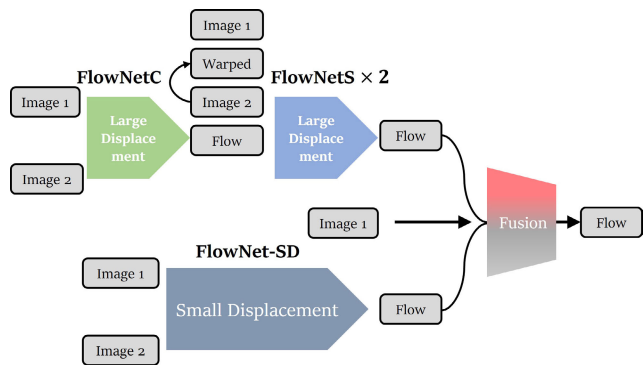 Image 1
Warped
FlowNetC
FlowNetS × 2
Image 1
Image 2
Large
Displace
ment
Large
Displace
ment
Flow
Flow
Image 2
Image 1
Fusion
Flow
FlowNet-SD
Image 1
Small Displacement
Flow
Image 2